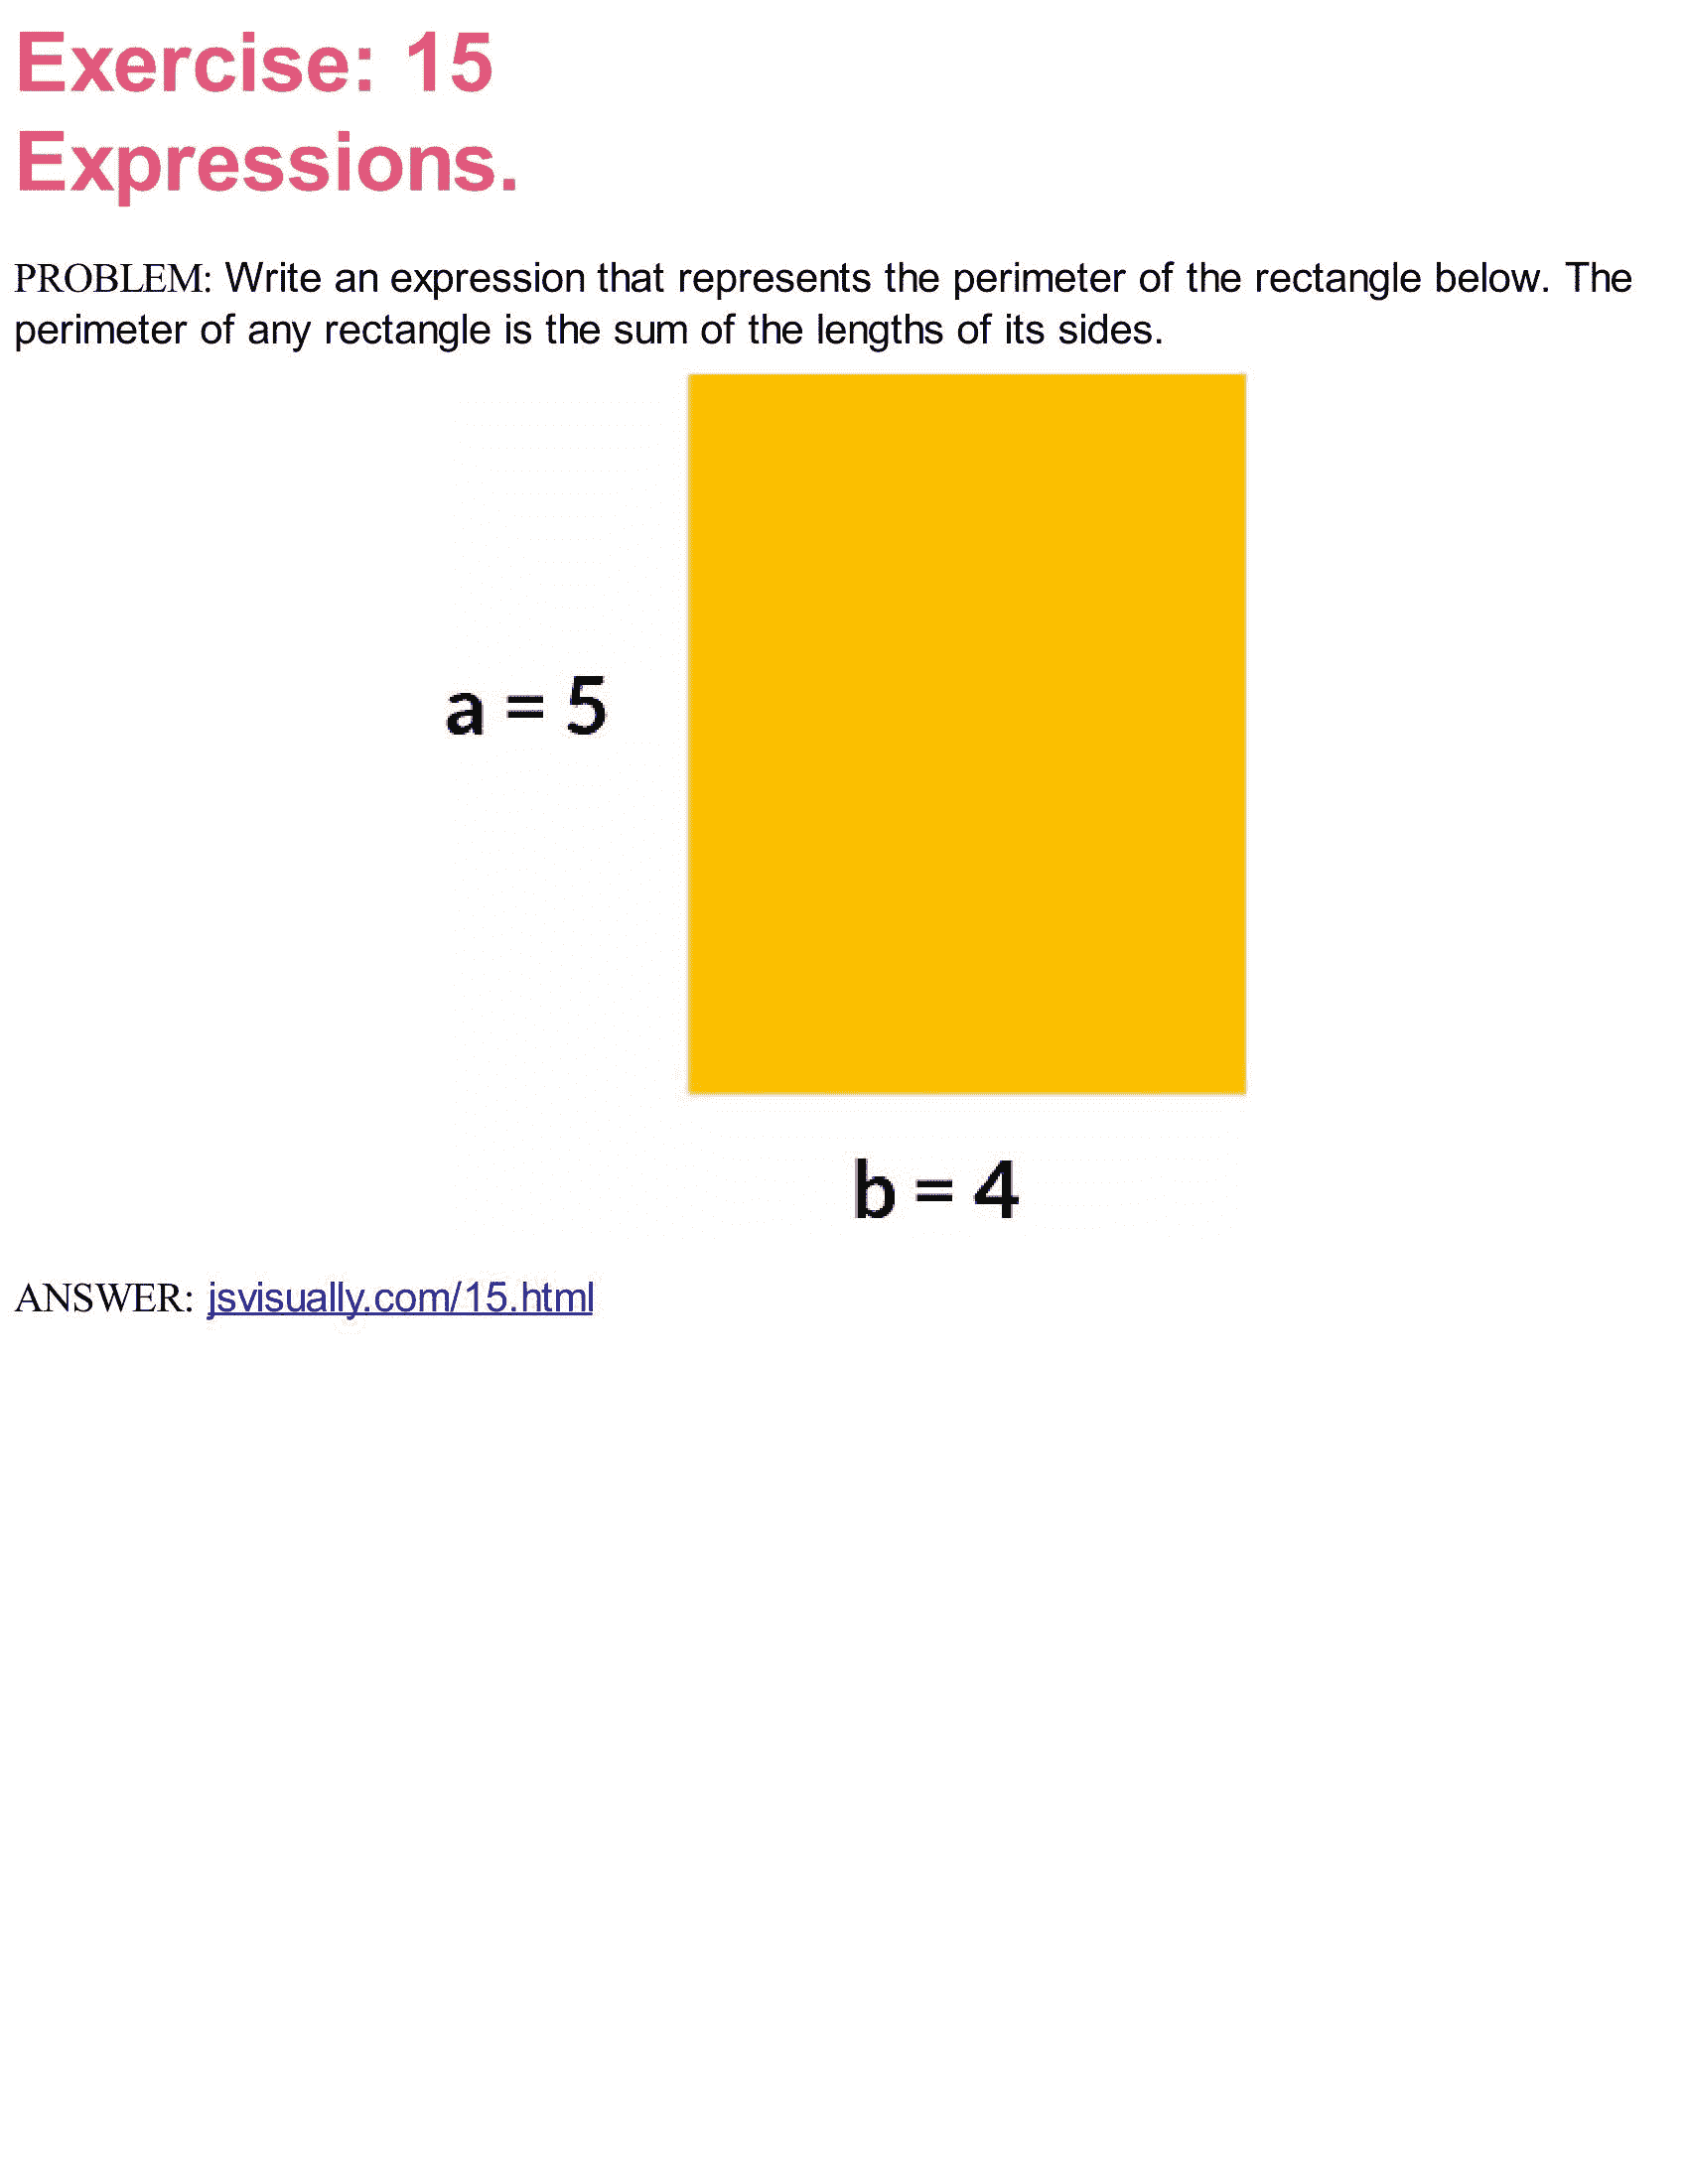 Exercise: 15
Expressions.
PROBLEM: Write an expression that represents the perimeter of the rectangle below. The
perimeter of any rectangle is the sum of the lengths of its sides.
a = 5
b = 4
ANSWER: jsvisually.com/15.html